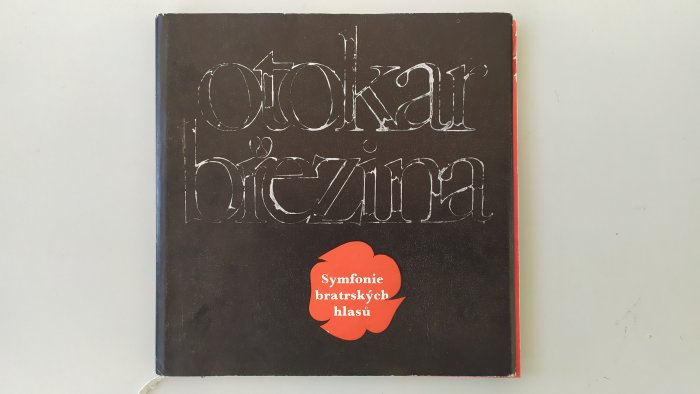 otokar
březina
Symfonie
bratrských
hlasů